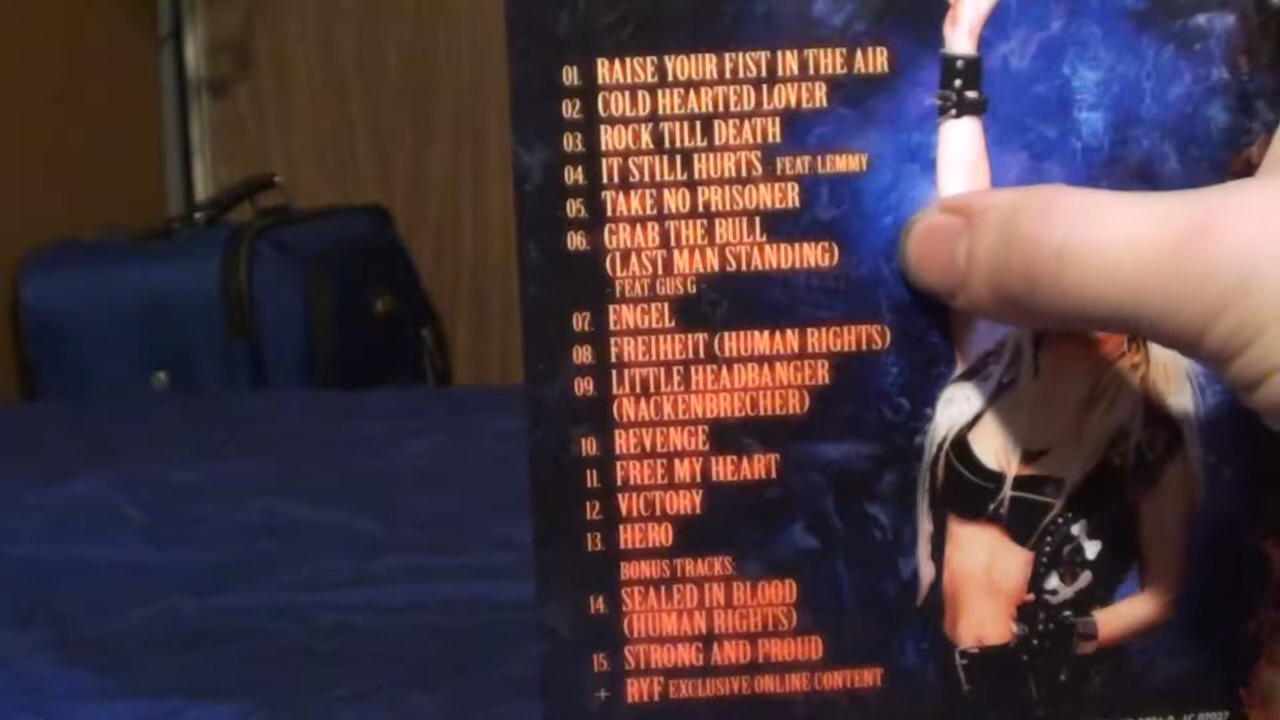 01. RAISE YOUR FIST IN THE AIR
02. COLD HEARTED LOVER
03. ROCK TILL DEATH
04. IT STILL HURTS - FEAT. LEMMY
05. TAKE NO PRISONER
06. GRAB THE BULL
(LAST MAN STANDING)
- FEAT. GUS G -
07. ENGEL
08. FREIHEIT (HUMAN RIGHTS)
09. LITTLE HEADBANGER
(NACKENBRECHER)
10. REVENGE
11. FREE MY HEART
12. VICTORY
13. HERO
BONUS TRACKS:
14. SEALED IN BLOOD
(HUMAN RIGHTS)
15. STRONG AND PROUD
+ RYF EXCLUSIVE ONLINE CONTENT